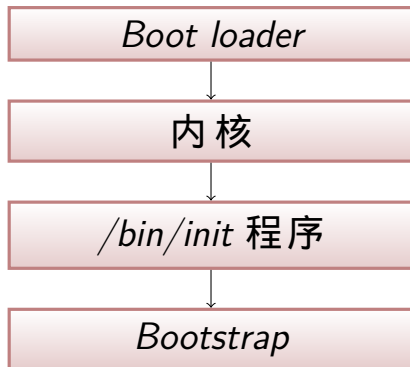 Boot loader
内核
/bin/init 程序
Bootstrap